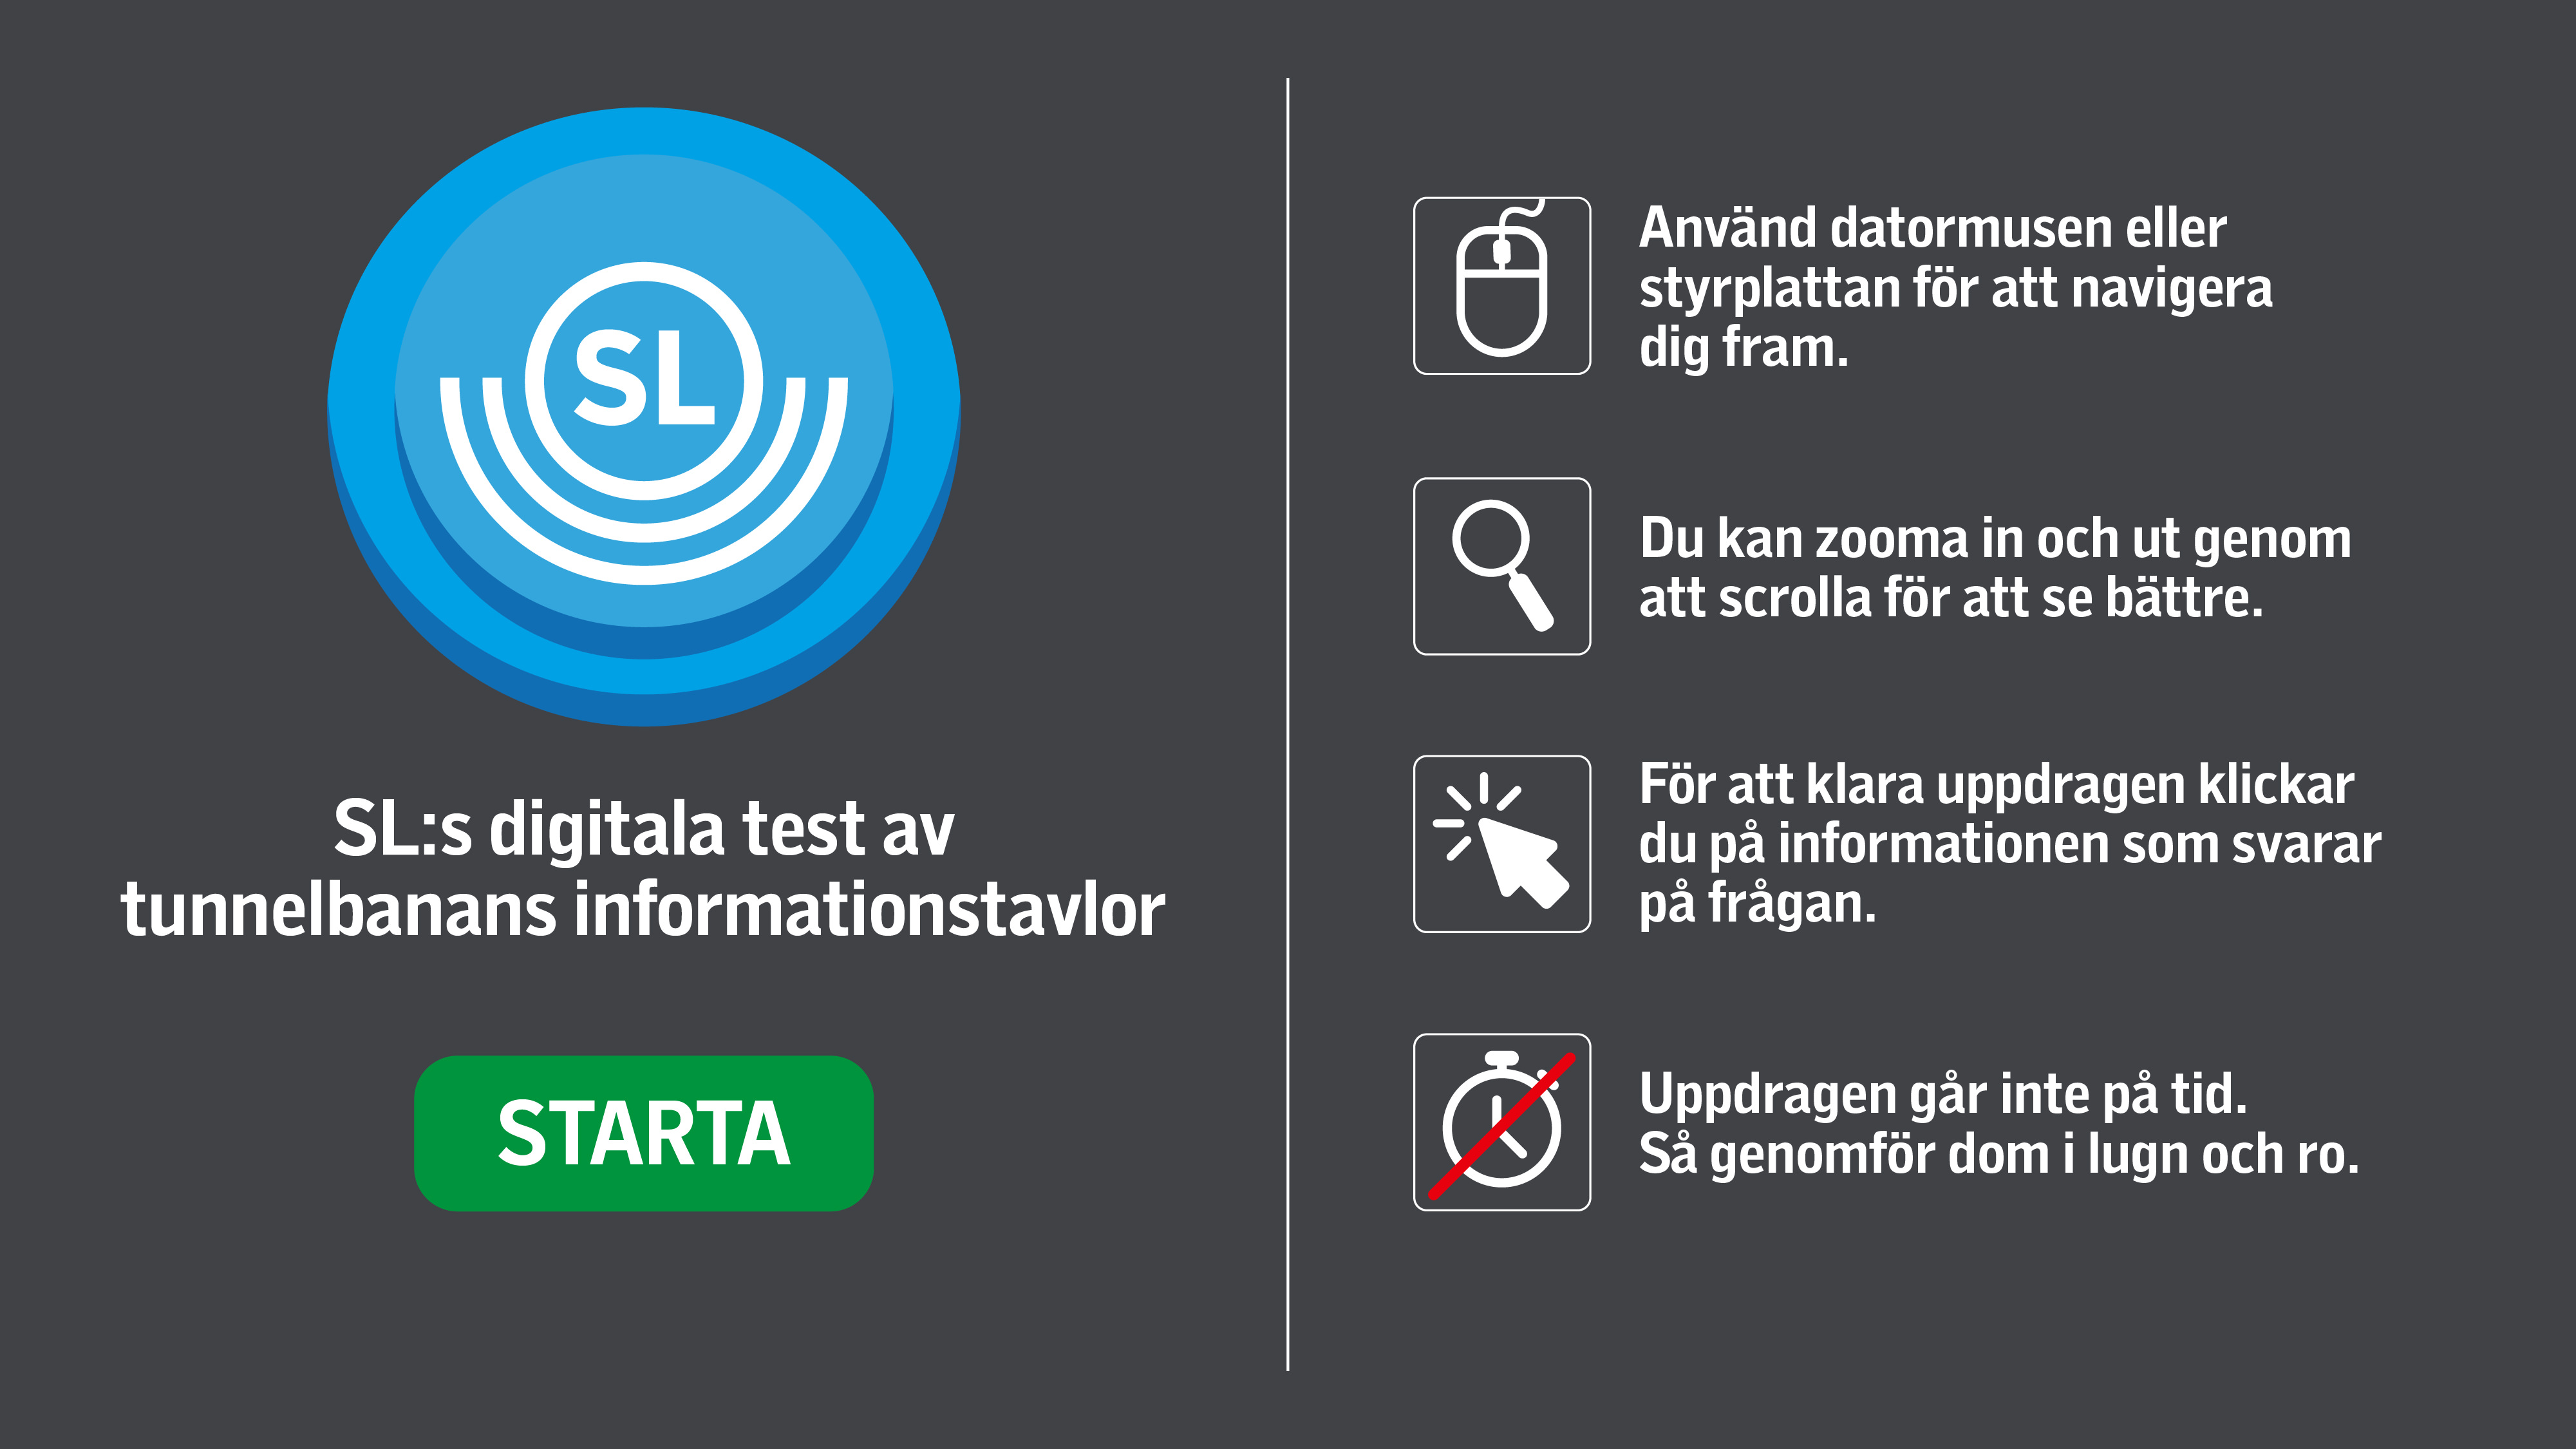 SL
SL:s digitala test av
tunnelbanans informationstavlor
STARTA
Använd datormusen eller
styrplattan för att navigera
dig fram.
Du kan zooma in och ut genom
att scrolla för att se bättre.
För att klara uppdragen klickar
du på informationen som svarar
på frågan.
Uppdragen går inte på tid.
Så genomför dom i lugn och ro.